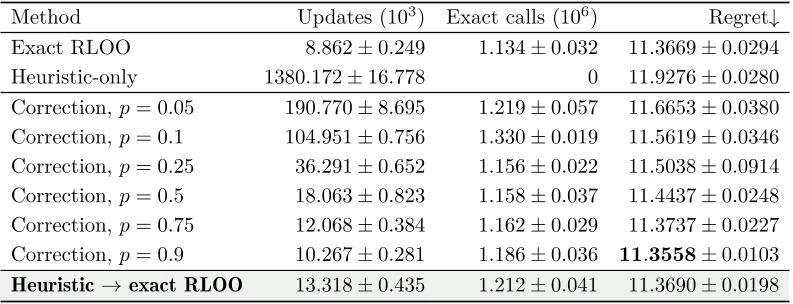 Method Updates (10³) Exact calls (10⁶) Regret↓
Exact RLOO 8.862 ± 0.249 1.134 ± 0.032 11.3669 ± 0.0294
Heuristic-only 1380.172 ± 16.778 0 11.9276 ± 0.0280
Correction, p = 0.05 190.770 ± 8.695 1.219 ± 0.057 11.6653 ± 0.0380
Correction, p = 0.1 104.951 ± 0.756 1.330 ± 0.019 11.5619 ± 0.0346
Correction, p = 0.25 36.291 ± 0.652 1.156 ± 0.022 11.5038 ± 0.0914
Correction, p = 0.5 18.063 ± 0.823 1.158 ± 0.037 11.4437 ± 0.0248
Correction, p = 0.75 12.068 ± 0.384 1.162 ± 0.029 11.3737 ± 0.0227
Correction, p = 0.9 10.267 ± 0.281 1.186 ± 0.036 11.3558 ± 0.0103
Heuristic → exact RLOO 13.318 ± 0.435 1.212 ± 0.041 11.3690 ± 0.0198